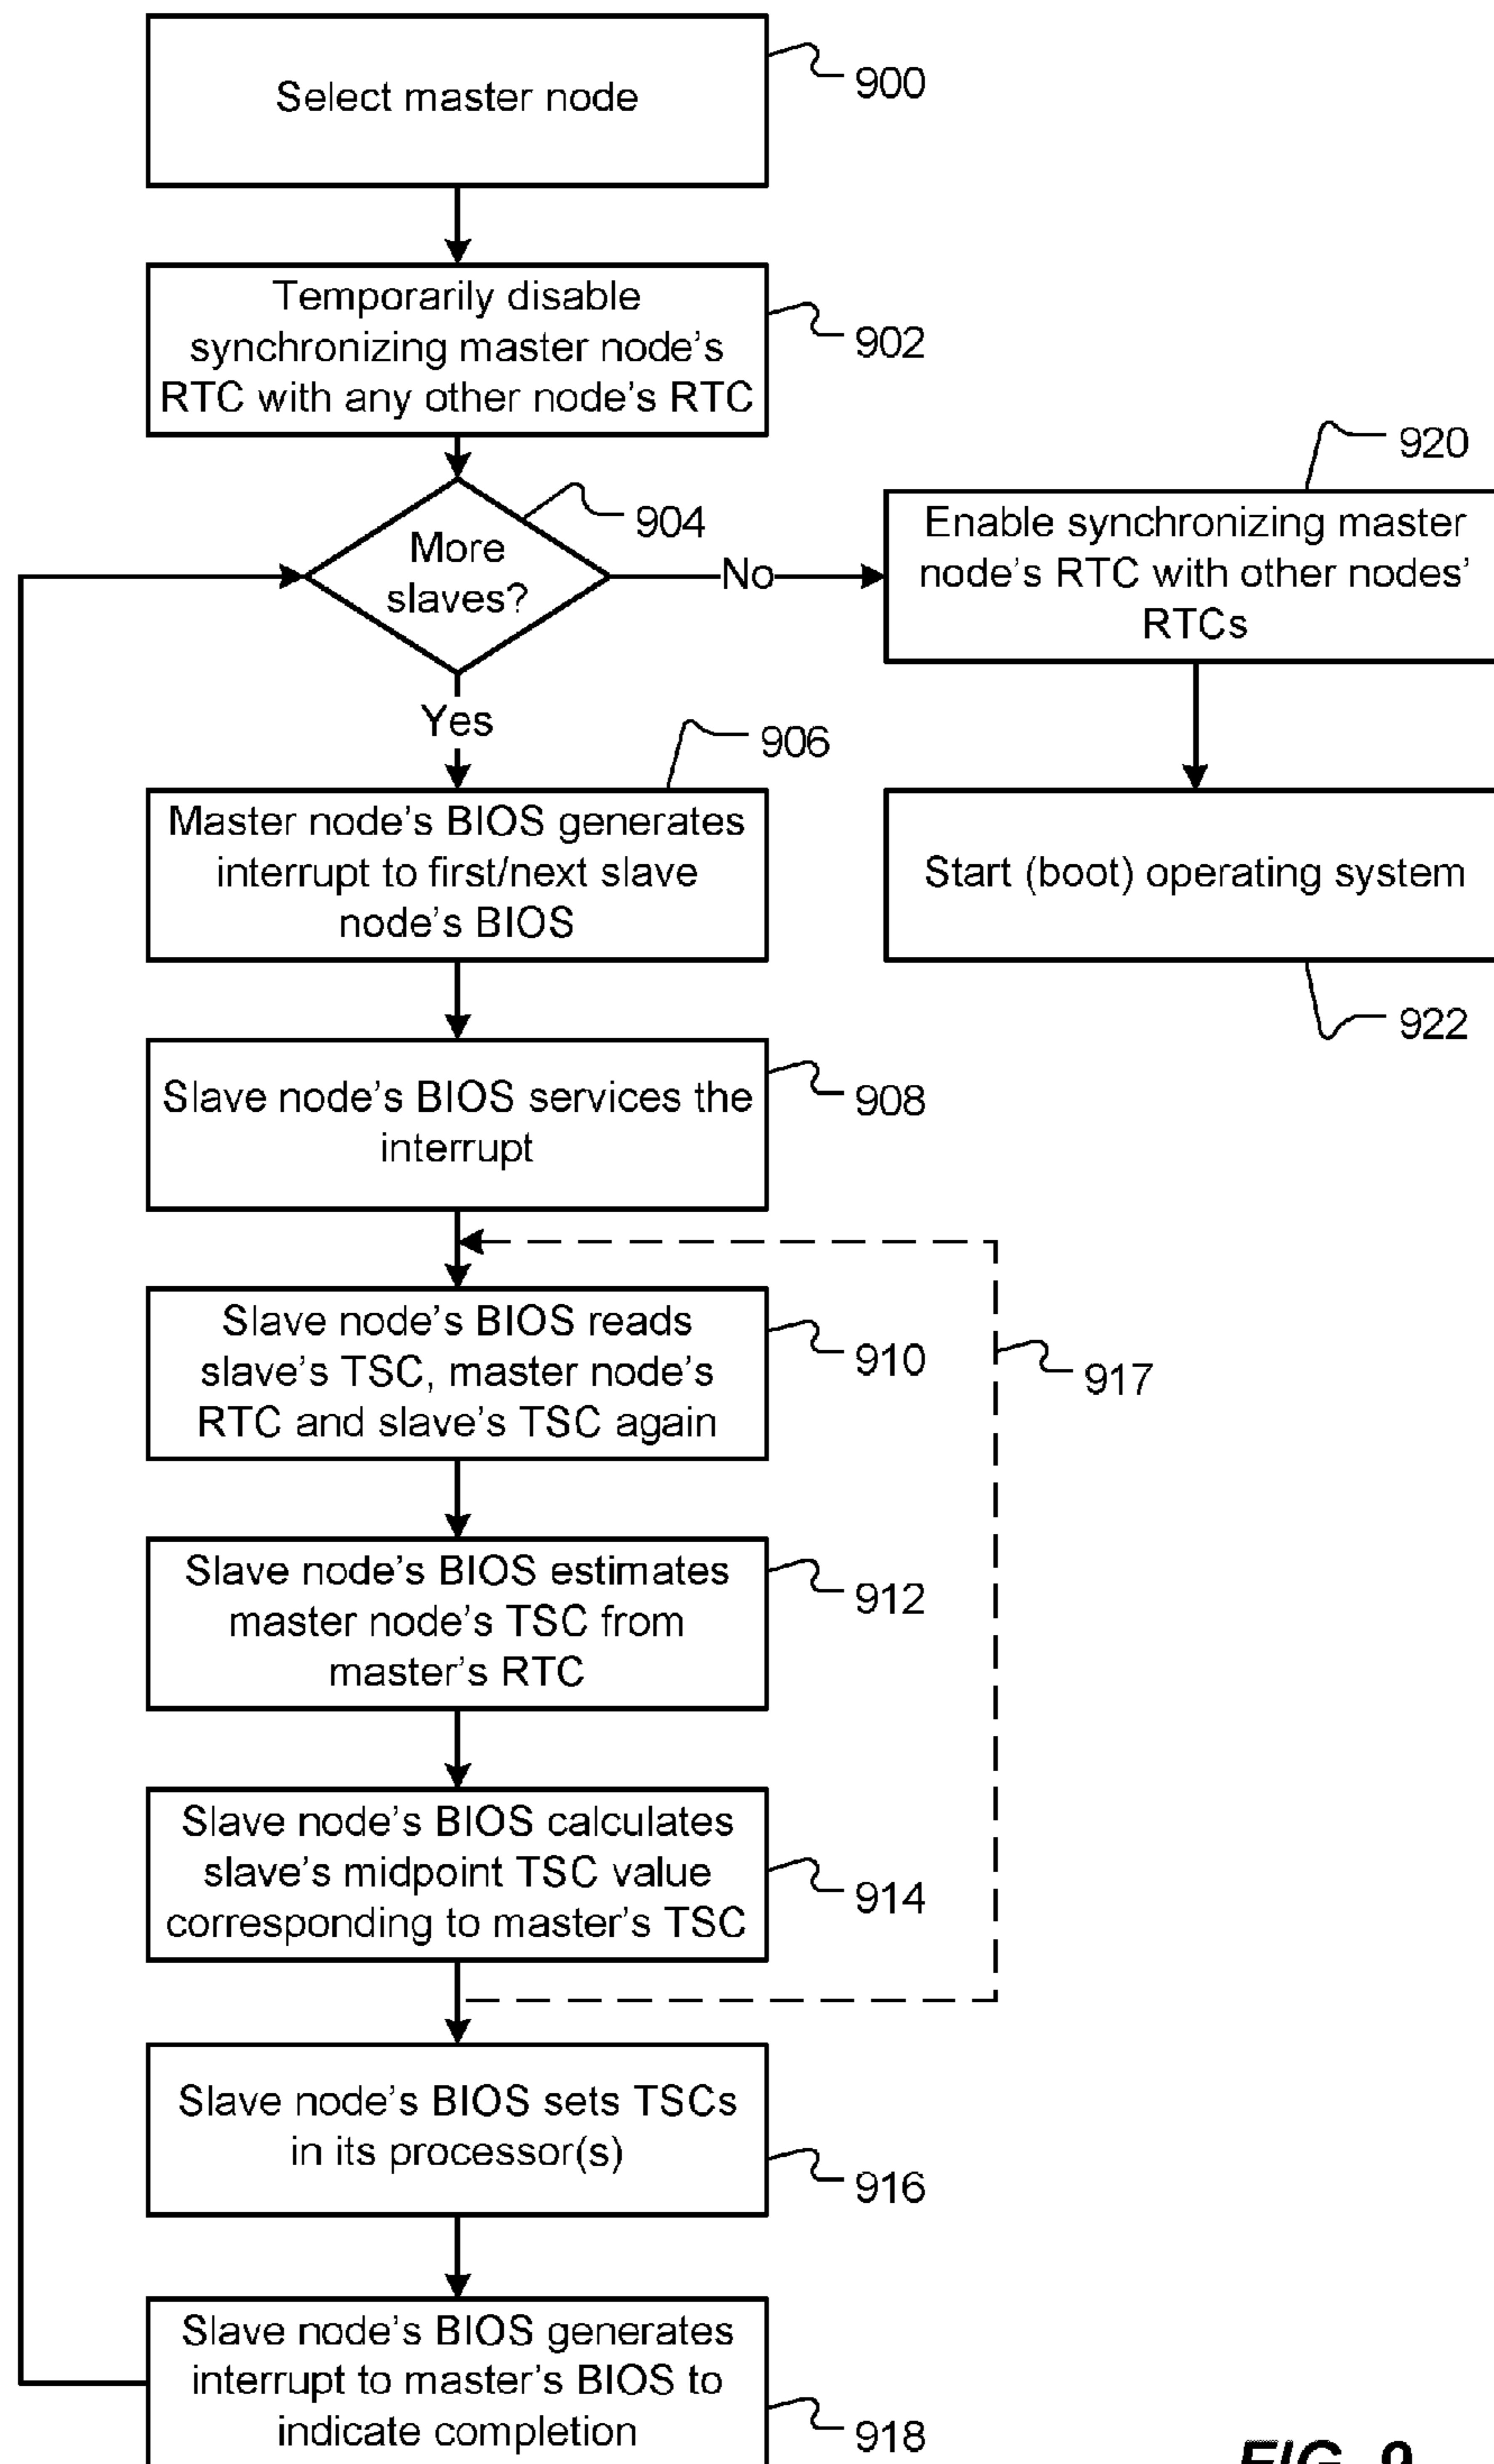 Select master node
900
Temporarily disable
synchronizing master node's
RTC with any other node's RTC
902
More
slaves?
904
No
Yes
920
Enable synchronizing master
node's RTC with other nodes'
RTCs
906
Master node's BIOS generates
interrupt to first/next slave
node's BIOS
Start (boot) operating system
922
Slave node's BIOS services the
interrupt
908
Slave node's BIOS reads
slave's TSC, master node's
RTC and slave's TSC again
910
917
Slave node's BIOS estimates
master node's TSC from
master's RTC
912
Slave node's BIOS calculates
slave's midpoint TSC value
corresponding to master's TSC
914
Slave node's BIOS sets TSCs
in its processor(s)
916
Slave node's BIOS generates
interrupt to master's BIOS to
indicate completion
918
FIG. 9